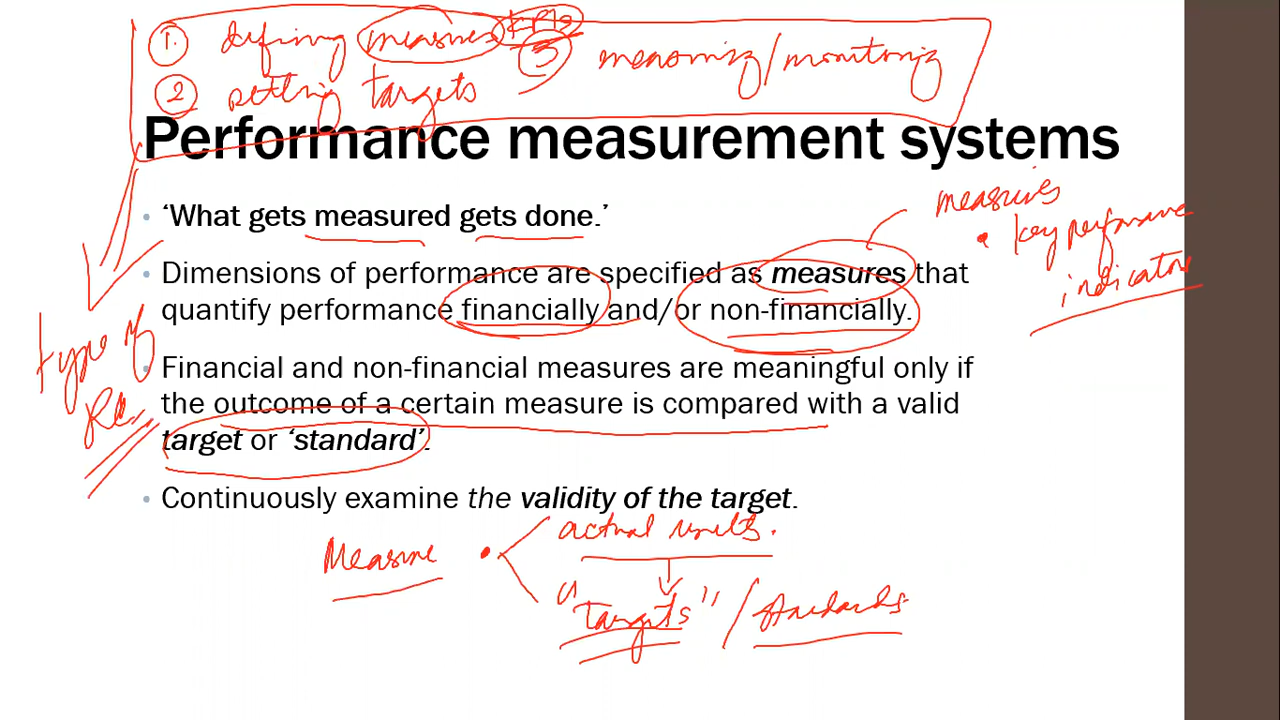 1. defining measures KPIs
3 measuring/monitoring
2 setting targets
Performance measurement systems
• ‘What gets measured gets done.’
measures
• key performance
indicators
• Dimensions of performance are specified as measures that
quantify performance financially and/or non-financially.
type of
• Financial and non-financial measures are meaningful only if
the outcome of a certain measure is compared with a valid
target or ‘standard’.
• Continuously examine the validity of the target.
Measure • actual results.
"Targets" / standards